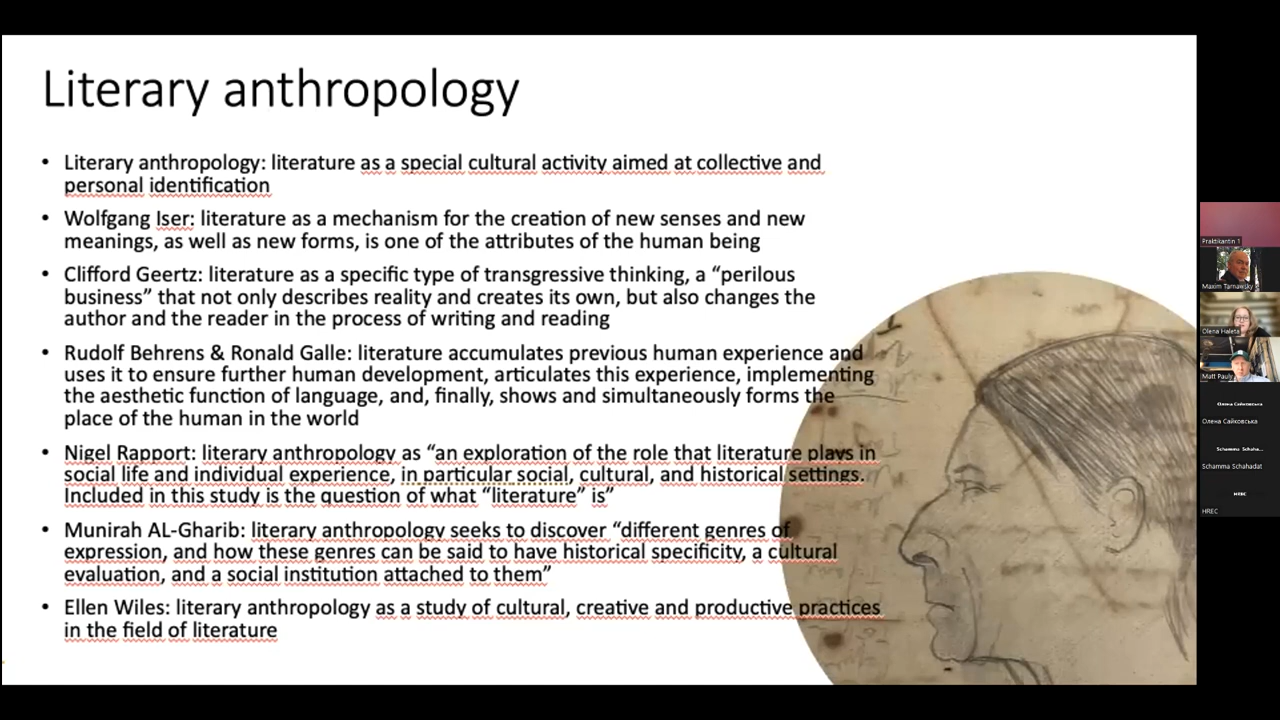 Literary anthropology
• Literary anthropology: literature as a special cultural activity aimed at collective and
personal identification
• Wolfgang Iser: literature as a mechanism for the creation of new senses and new
meanings, as well as new forms, is one of the attributes of the human being
• Clifford Geertz: literature as a specific type of transgressive thinking, a “perilous
business” that not only describes reality and creates its own, but also changes the
author and the reader in the process of writing and reading
• Rudolf Behrens & Ronald Galle: literature accumulates previous human experience and
uses it to ensure further human development, articulates this experience, implementing
the aesthetic function of language, and, finally, shows and simultaneously forms the
place of the human in the world
• Nigel Rapport: literary anthropology as “an exploration of the role that literature plays in
social life and individual experience, in particular social, cultural, and historical settings.
Included in this study is the question of what “literature” is”
• Munirah AL-Gharib: literary anthropology seeks to discover “different genres of
expression, and how these genres can be said to have historical specificity, a cultural
evaluation, and a social institution attached to them”
• Ellen Wiles: literary anthropology as a study of cultural, creative and productive practices
in the field of literature
Praktikantin 1
Maxim Tarnawsky
Olena Haleta
Matt Pauly
Олена Сайковська
Олена Сайковська
Schamma Schaha...
Schamma Schahadat
HREC
HREC